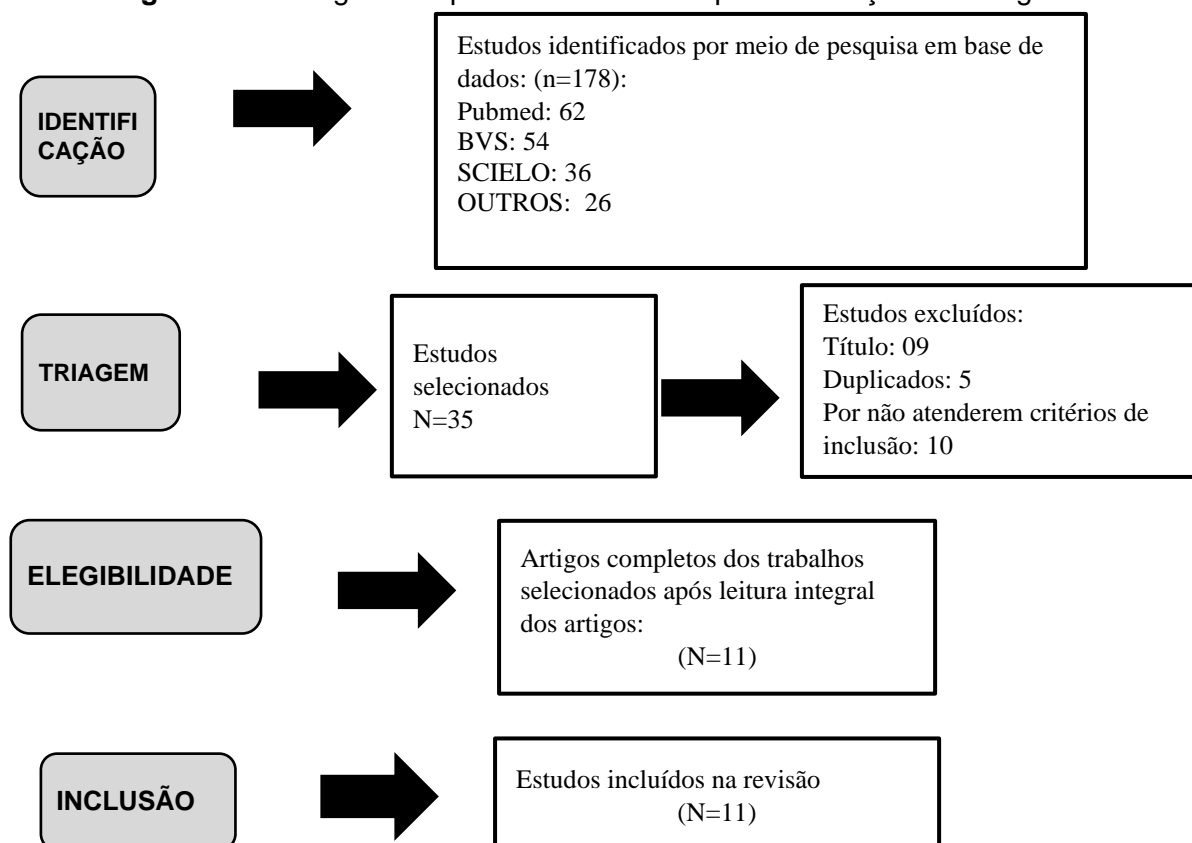 IDENTIFI
CAÇÃO
Estudos identificados por meio de pesquisa em base de
dados: (n=178):
Pubmed: 62
BVS: 54
SCIELO: 36
OUTROS: 26
TRIAGEM
Estudos
selecionados
N=35
Estudos excluídos:
Título: 09
Duplicados: 5
Por não atenderem critérios de
inclusão: 10
ELEGIBILIDADE
Artigos completos dos trabalhos
selecionados após leitura integral
dos artigos:
(N=11)
INCLUSÃO
Estudos incluídos na revisão
(N=11)